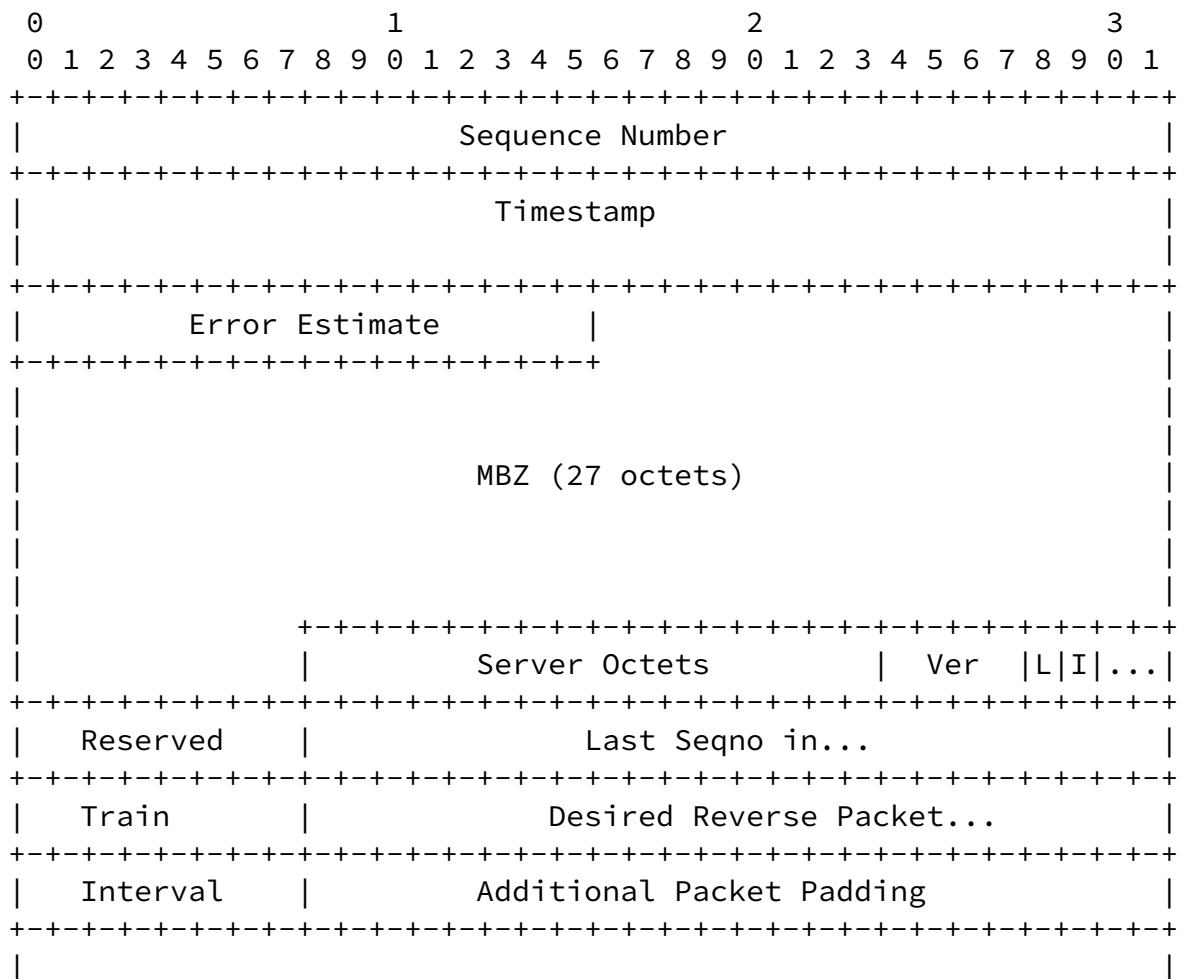 0                   1                   2                   3
0 1 2 3 4 5 6 7 8 9 0 1 2 3 4 5 6 7 8 9 0 1 2 3 4 5 6 7 8 9 0 1
+-+-+-+-+-+-+-+-+-+-+-+-+-+-+-+-+-+-+-+-+-+-+-+-+-+-+-+-+-+-+-+-+
|                        Sequence Number                        |
+-+-+-+-+-+-+-+-+-+-+-+-+-+-+-+-+-+-+-+-+-+-+-+-+-+-+-+-+-+-+-+-+
|                          Timestamp                            |
|                                                               |
+-+-+-+-+-+-+-+-+-+-+-+-+-+-+-+-+-+-+-+-+-+-+-+-+-+-+-+-+-+-+-+-+
|         Error Estimate        |                               |
+-+-+-+-+-+-+-+-+-+-+-+-+-+-+-+-+                               |
|                                                               |
|                                                               |
|                         MBZ (27 octets)                       |
|                                                               |
|                                                               |
|                                                               |
|               +-+-+-+-+-+-+-+-+-+-+-+-+-+-+-+-+-+-+-+-+-+-+-+-+
|               |         Server Octets         |  Ver  |L|I|...|
+-+-+-+-+-+-+-+-+-+-+-+-+-+-+-+-+-+-+-+-+-+-+-+-+-+-+-+-+-+-+-+-+
|   Reserved    |               Last Seqno in...                |
+-+-+-+-+-+-+-+-+-+-+-+-+-+-+-+-+-+-+-+-+-+-+-+-+-+-+-+-+-+-+-+-+
|   Train       |             Desired Reverse Packet...         |
+-+-+-+-+-+-+-+-+-+-+-+-+-+-+-+-+-+-+-+-+-+-+-+-+-+-+-+-+-+-+-+-+
|   Interval    |         Additional Packet Padding             |
+-+-+-+-+-+-+-+-+-+-+-+-+-+-+-+-+-+-+-+-+-+-+-+-+-+-+-+-+-+-+-+-+
|                                                               |